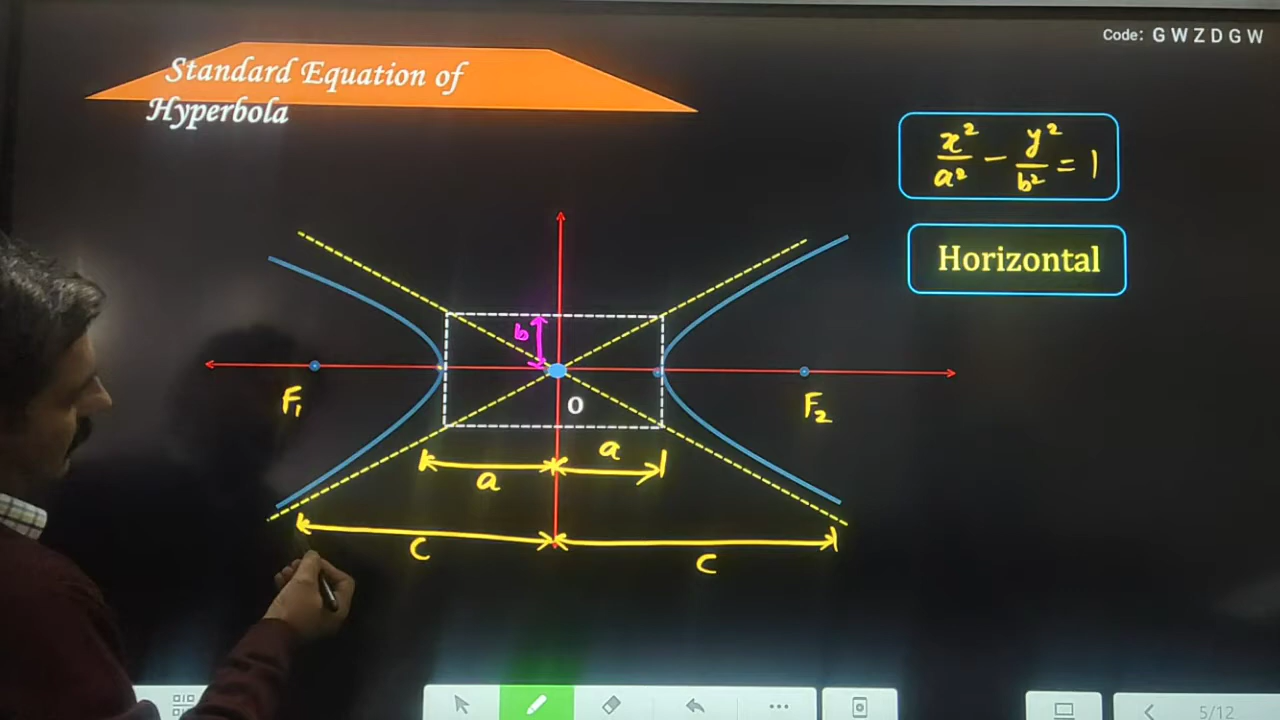 Code: G W Z D G W
Standard Equation of
Hyperbola
x²/a² − y²/b² = 1
Horizontal
b
F₁
O
F₂
a
a
C
C
5/12